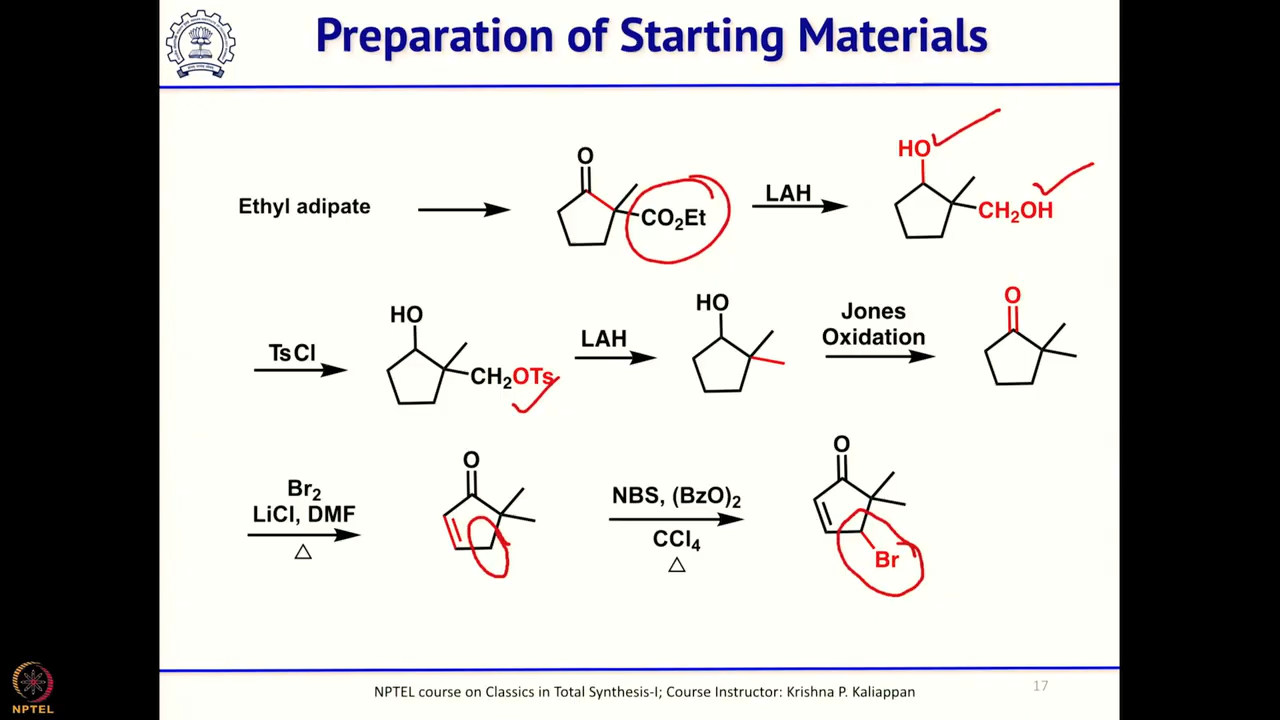 Preparation of Starting Materials
Ethyl adipate
O
CO₂Et
LAH
HO
CH₂OH
TsCl
HO
CH₂OTs
LAH
HO
Jones
Oxidation
O
Br₂
LiCl, DMF
△
O
NBS, (BzO)₂
CCl₄
△
O
Br
NPTEL
NPTEL course on Classics in Total Synthesis-I; Course Instructor: Krishna P. Kaliappan
17